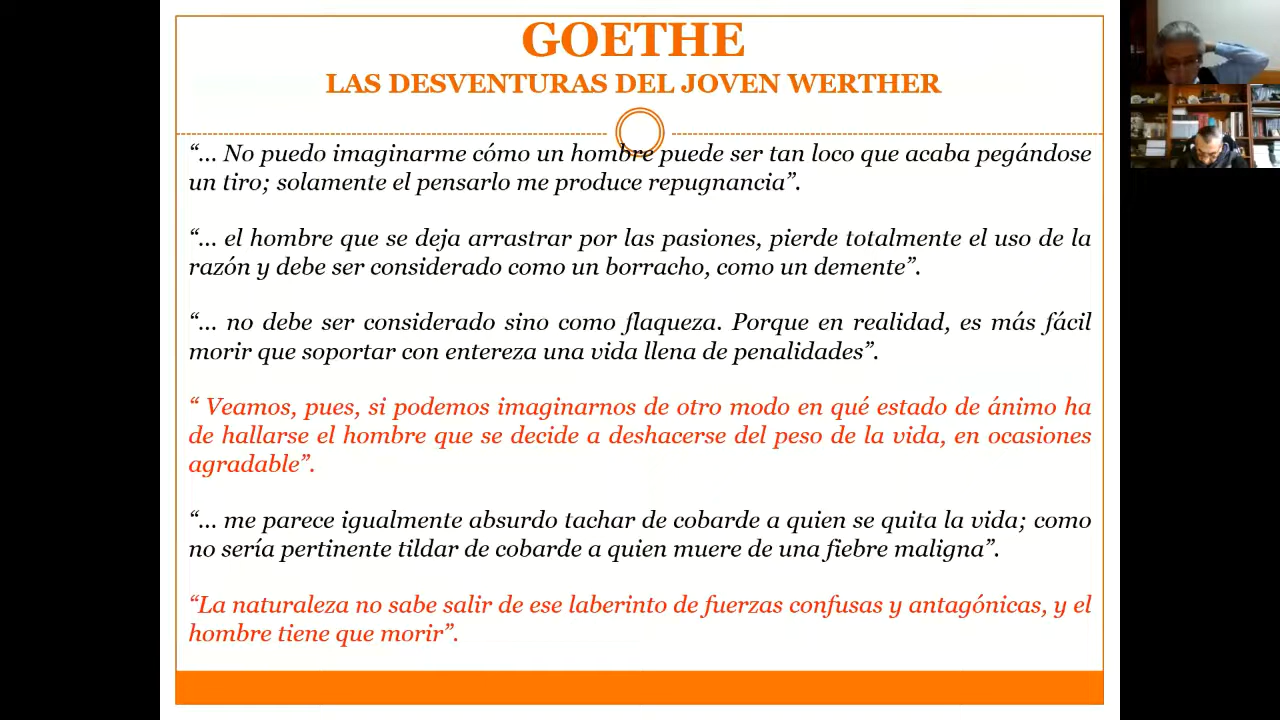 GOETHE
LAS DESVENTURAS DEL JOVEN WERTHER
“... No puedo imaginarme cómo un hombre puede ser tan loco que acaba pegándose
un tiro; solamente el pensarlo me produce repugnancia”.
“... el hombre que se deja arrastrar por las pasiones, pierde totalmente el uso de la
razón y debe ser considerado como un borracho, como un demente”.
“... no debe ser considerado sino como flaqueza. Porque en realidad, es más fácil
morir que soportar con entereza una vida llena de penalidades”.
“ Veamos, pues, si podemos imaginarnos de otro modo en qué estado de ánimo ha
de hallarse el hombre que se decide a deshacerse del peso de la vida, en ocasiones
agradable”.
“... me parece igualmente absurdo tachar de cobarde a quien se quita la vida; como
no sería pertinente tildar de cobarde a quien muere de una fiebre maligna”.
“La naturaleza no sabe salir de ese laberinto de fuerzas confusas y antagónicas, y el
hombre tiene que morir”.